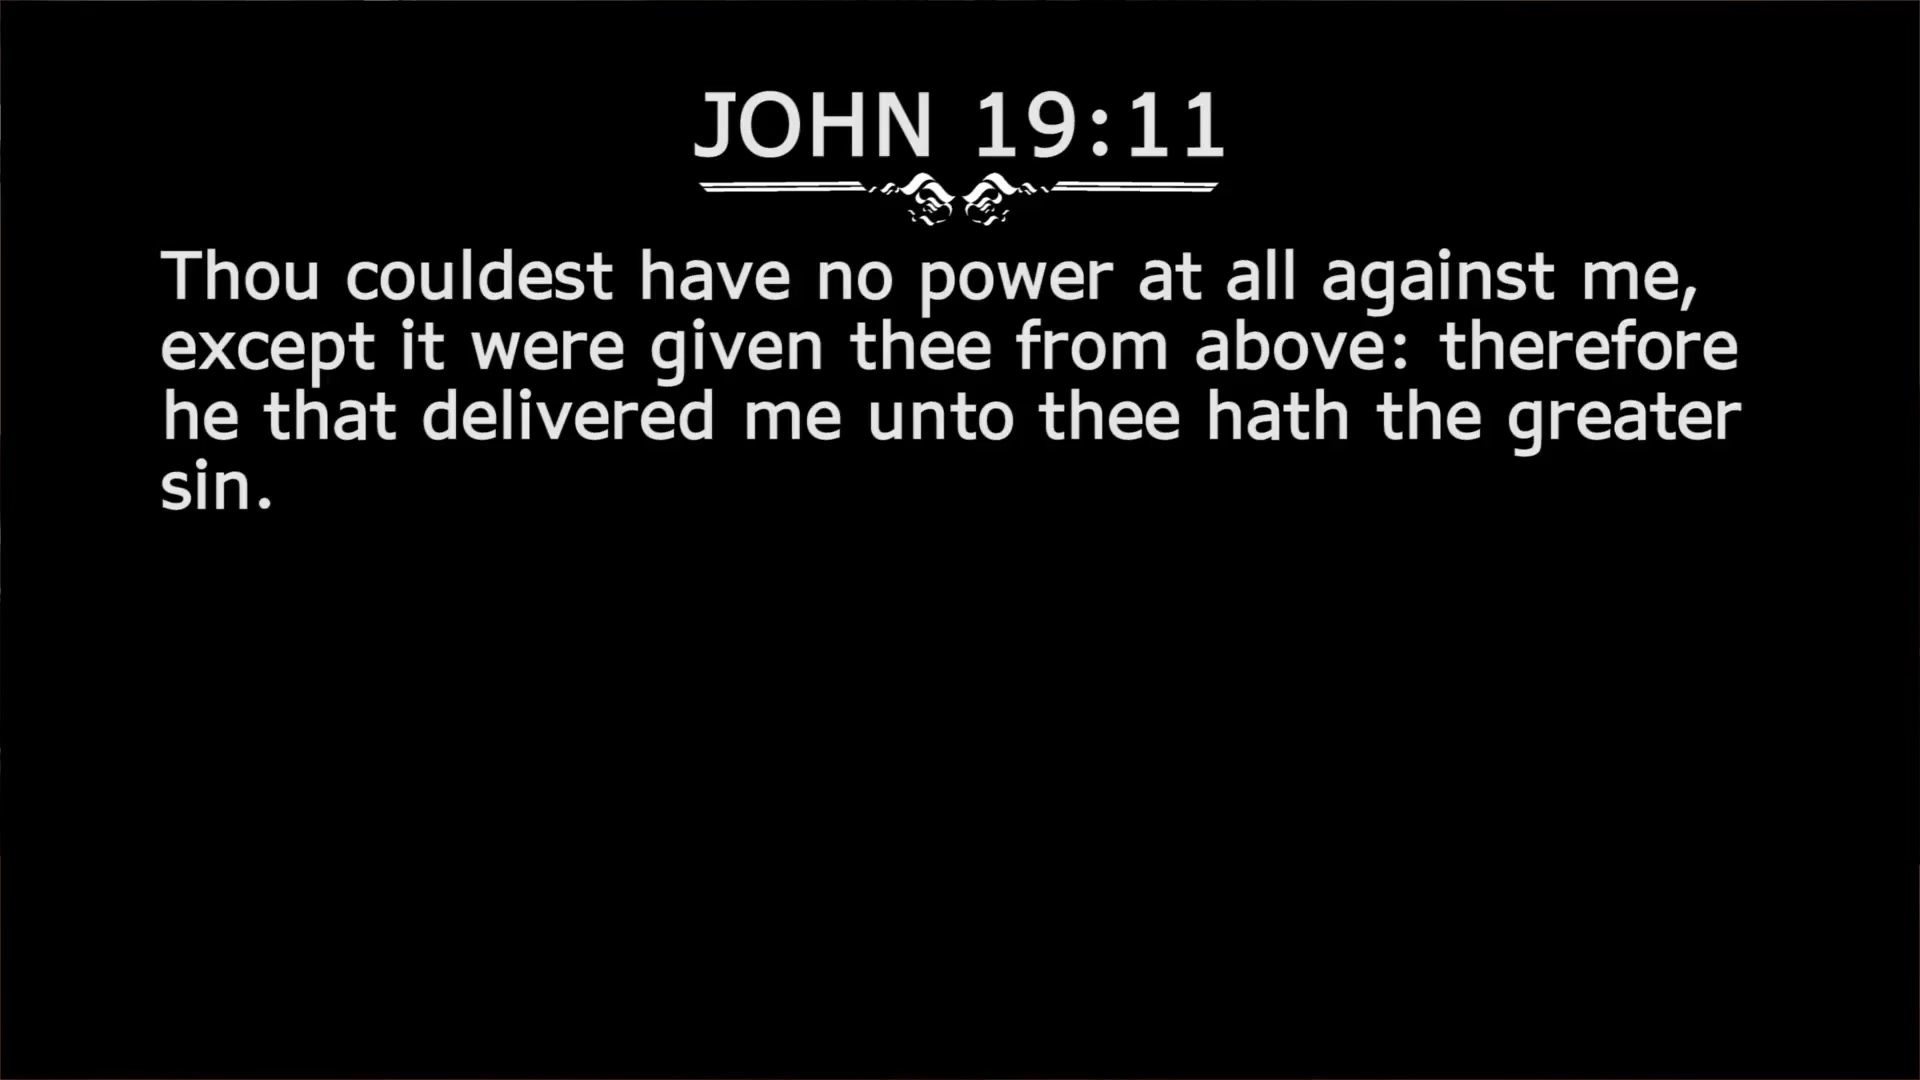 JOHN 19:11
Thou couldest have no power at all against me,
except it were given thee from above: therefore
he that delivered me unto thee hath the greater
sin.